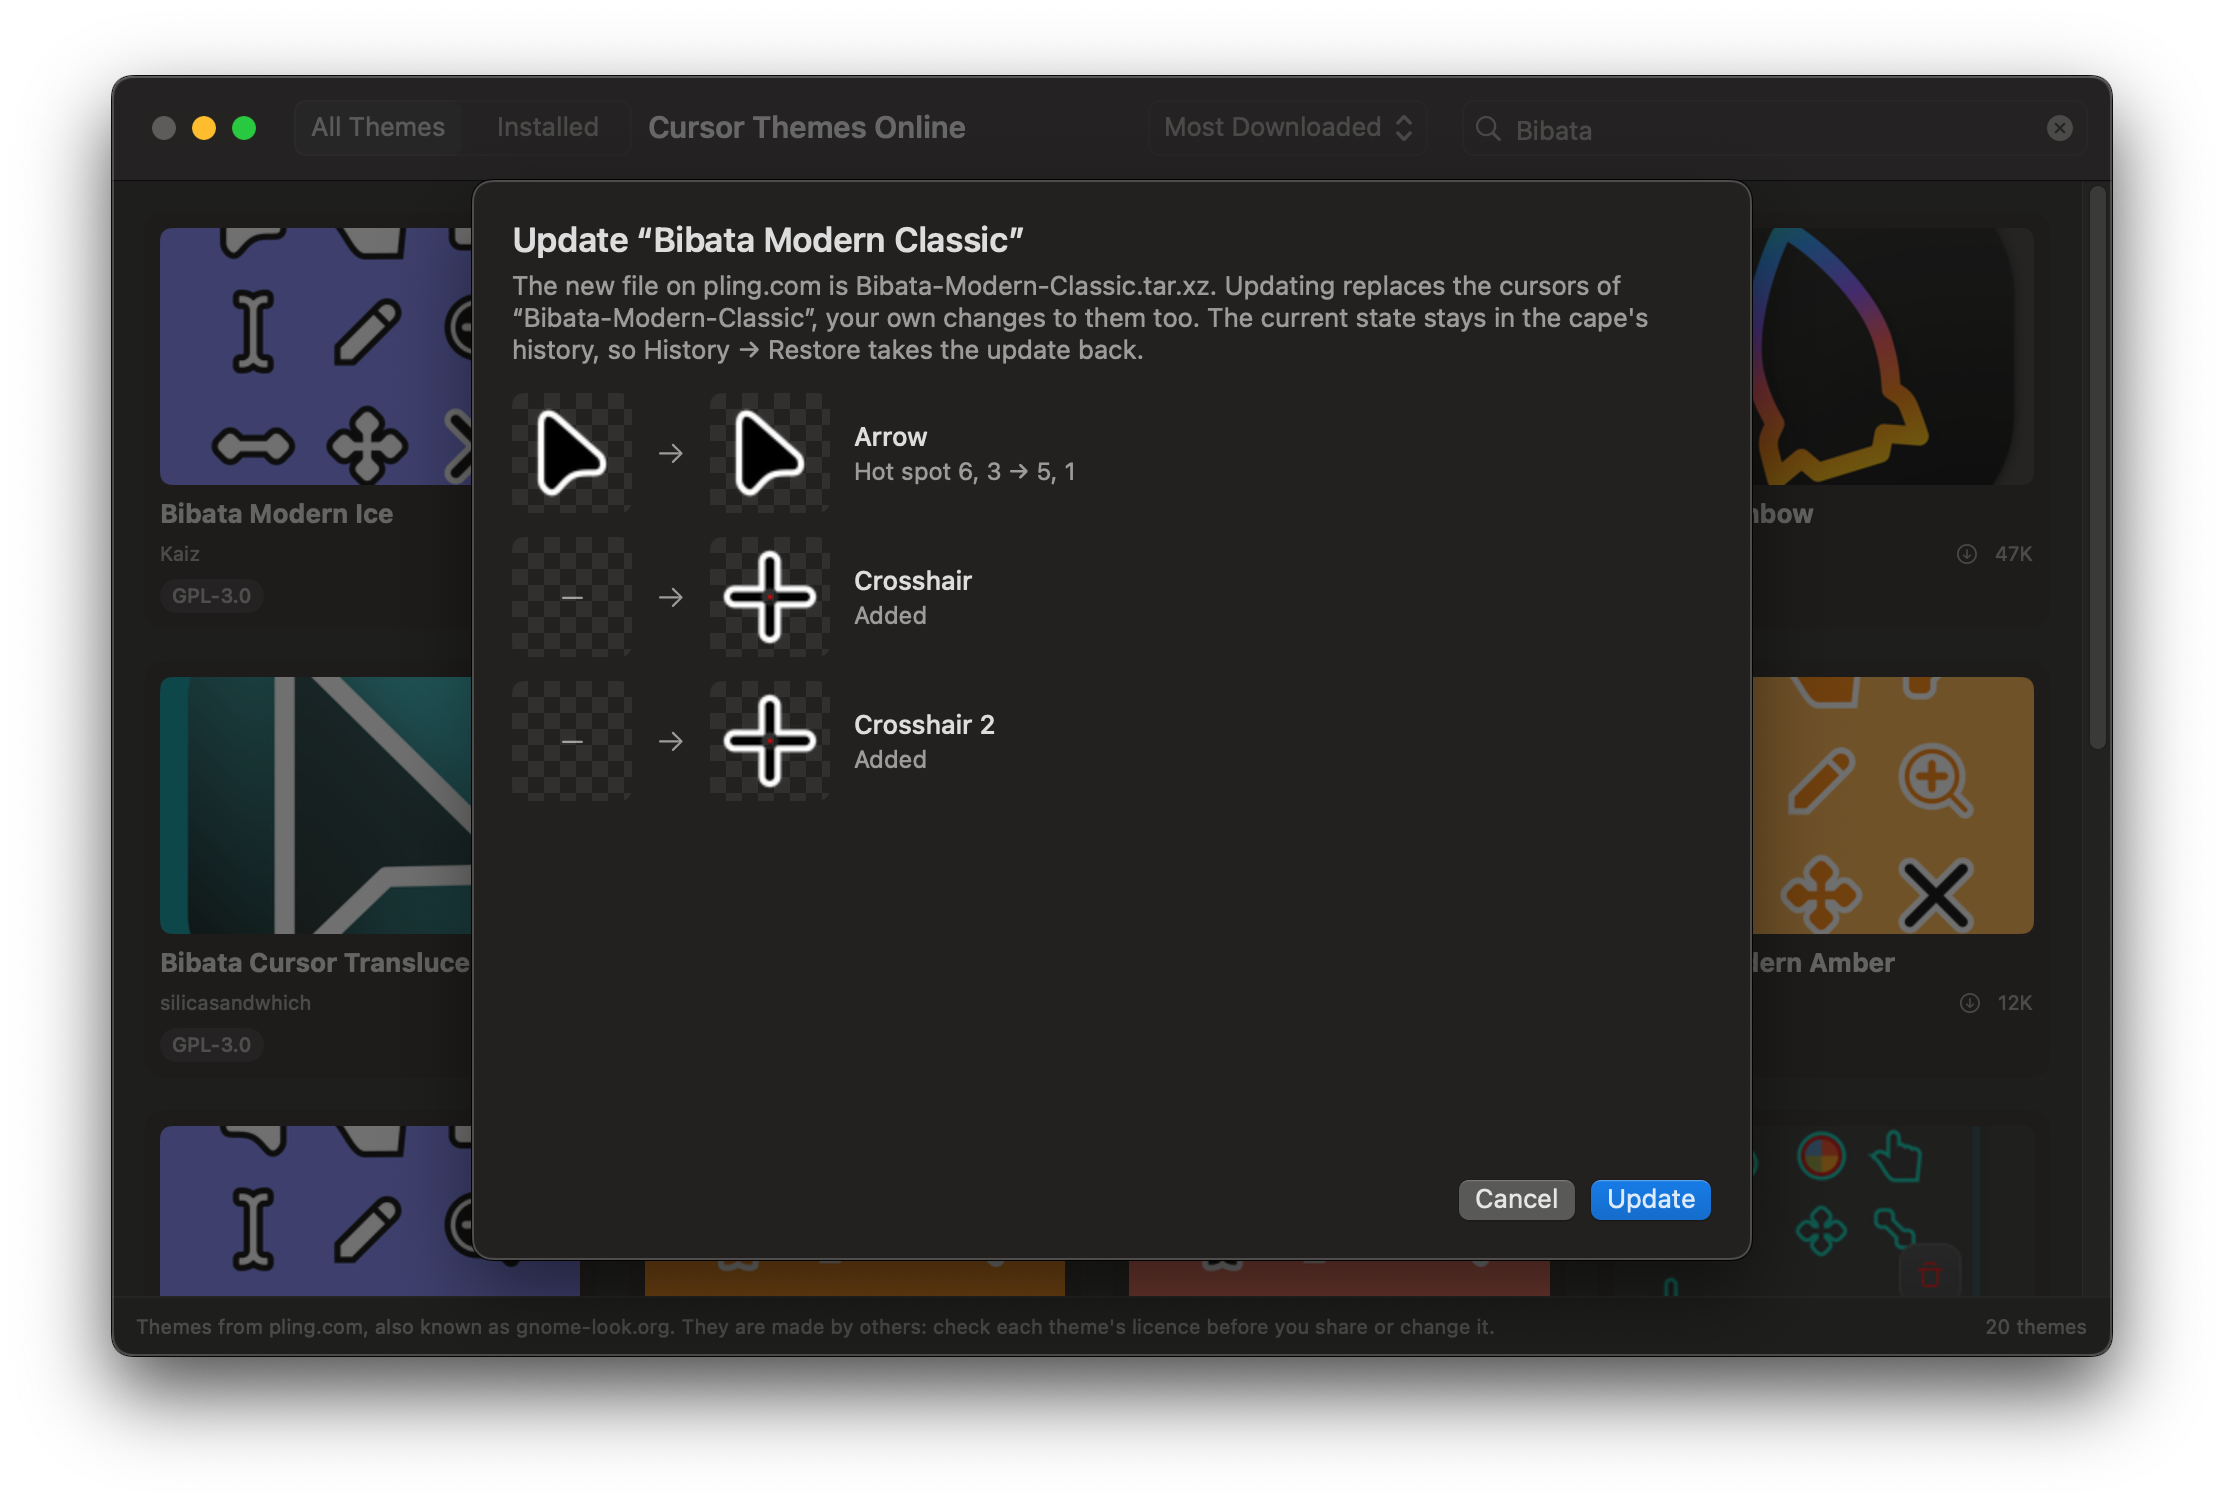 All Themes
Installed
Cursor Themes Online
Most Downloaded
Bibata
Update “Bibata Modern Classic”
The new file on pling.com is Bibata-Modern-Classic.tar.xz. Updating replaces the cursors of
“Bibata-Modern-Classic”, your own changes to them too. The current state stays in the cape's
history, so History → Restore takes the update back.
Arrow
Hot spot 6, 3 → 5, 1
–
Crosshair
Added
–
Crosshair 2
Added
Cancel
Update
Bibata Modern Ice
Kaiz
GPL-3.0
47K
Bibata Cursor Transluce
silicasandwhich
GPL-3.0
Amber
12K
Themes from pling.com, also known as gnome-look.org. They are made by others: check each theme's licence before you share or change it.
20 themes